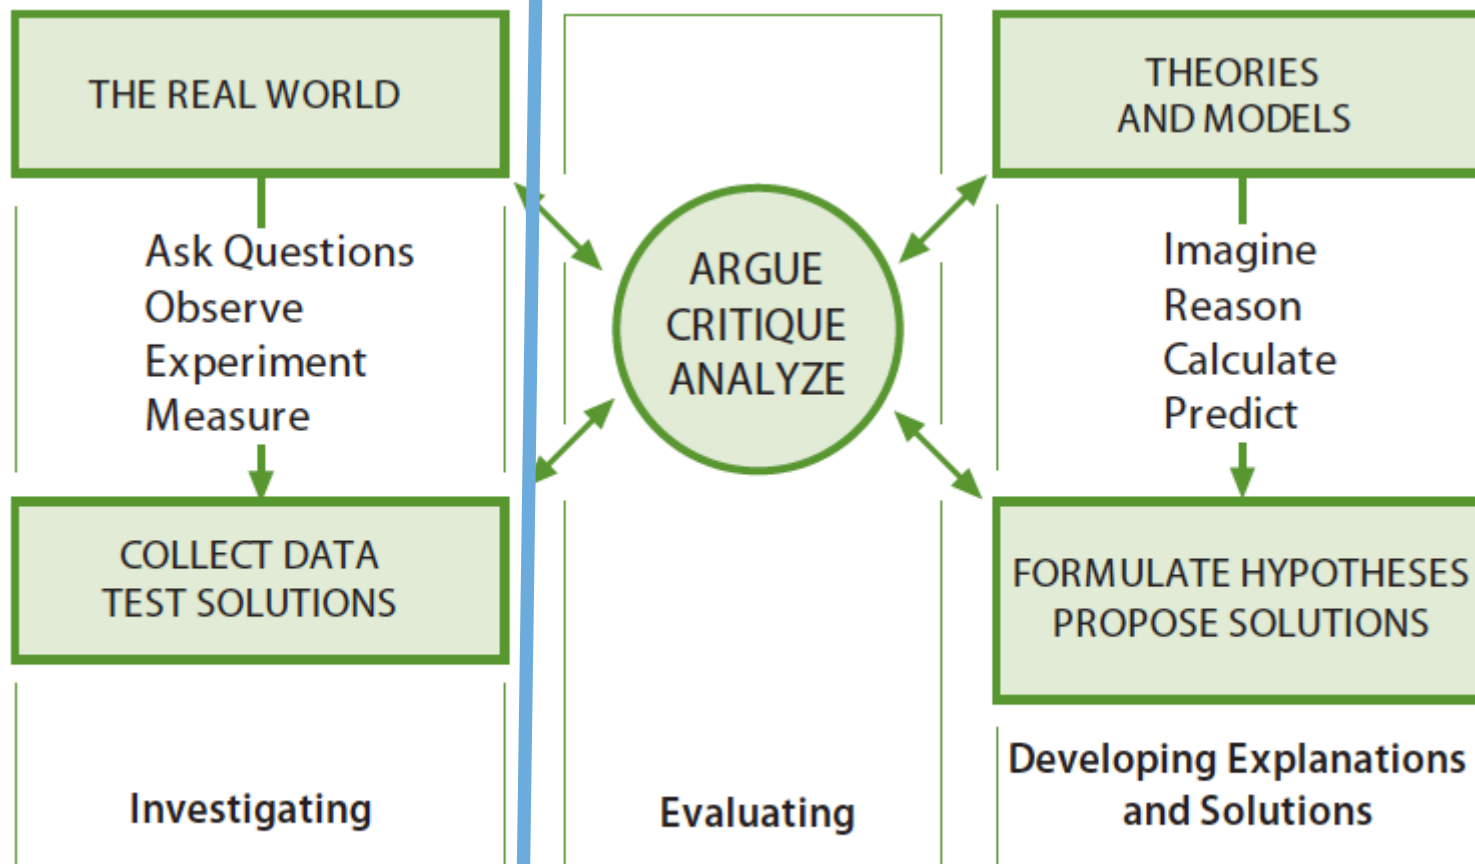 THE REAL WORLD
Ask Questions
Observe
Experiment
Measure
COLLECT DATA
TEST SOLUTIONS
Investigating
ARGUE
CRITIQUE
ANALYZE
Evaluating
THEORIES
AND MODELS
Imagine
Reason
Calculate
Predict
FORMULATE HYPOTHESES
PROPOSE SOLUTIONS
Developing Explanations
and Solutions